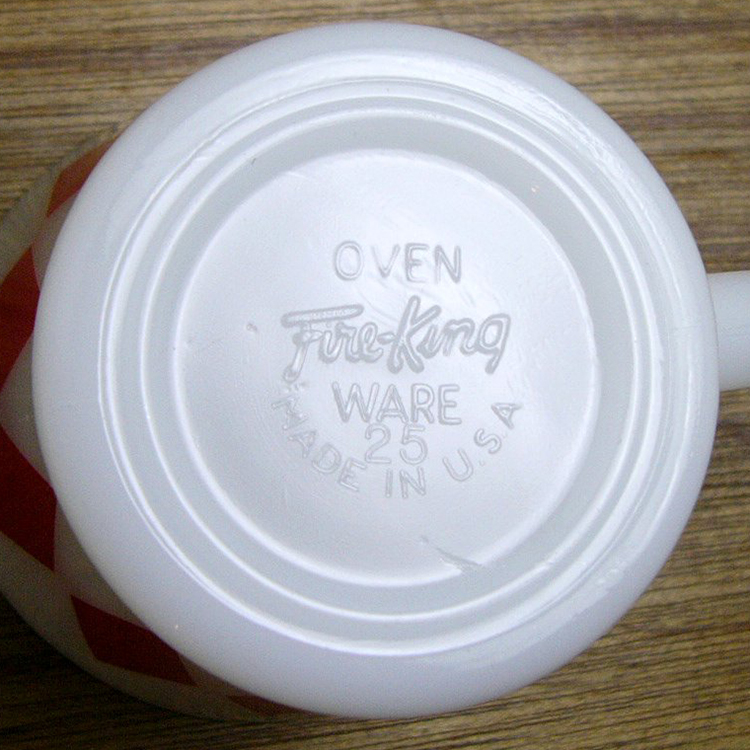 OVEN
Fire-King
WARE
25
MADE IN U.S.A